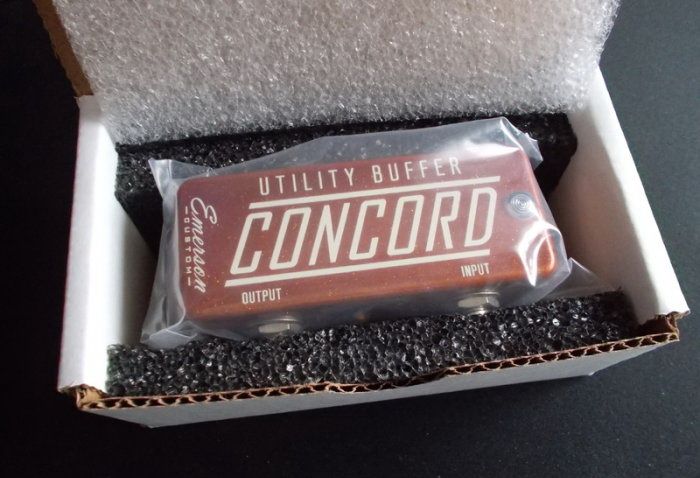 UTILITY BUFFER
CONCORD
OUTPUT
INPUT
Emerson
CUSTOM